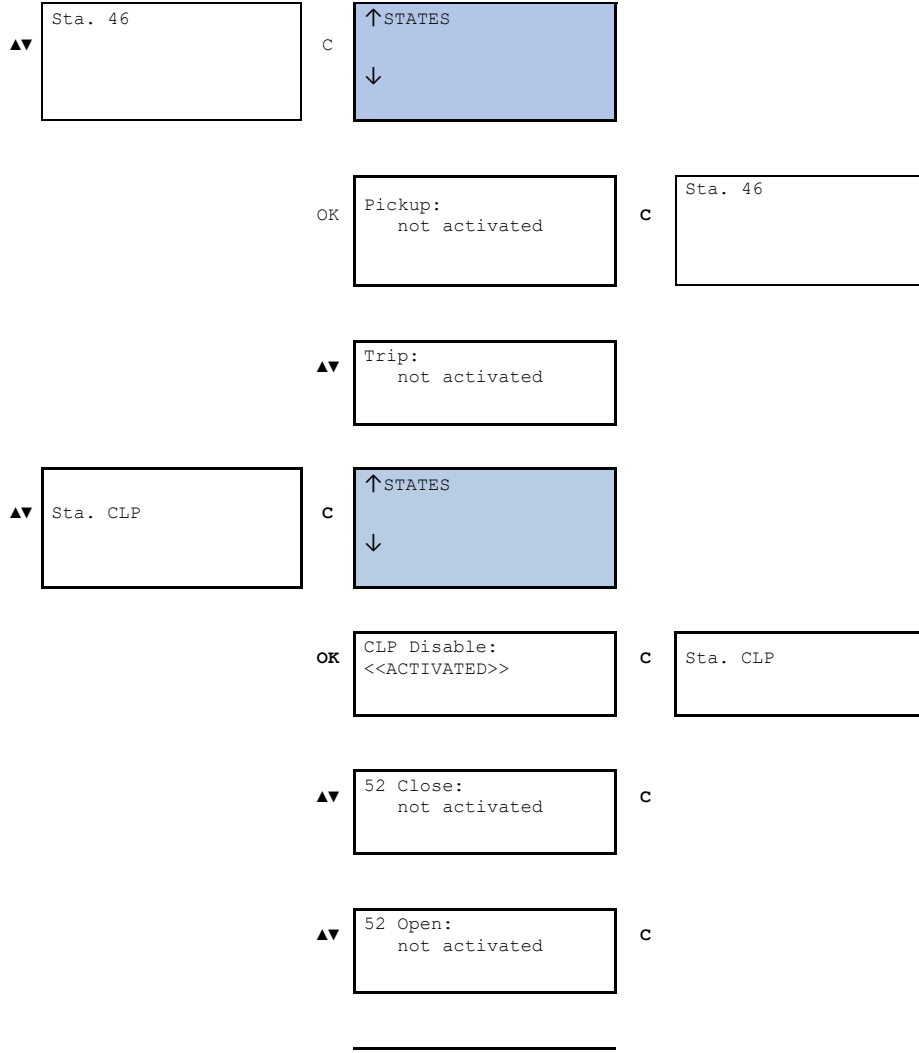 Sta. 46
▲▼
C
↑STATES
↓
OK
Pickup:
not activated
C
Sta. 46
▲▼
Trip:
not activated
▲▼
Sta. CLP
C
↑STATES
↓
OK
CLP Disable:
<<ACTIVATED>>
C
Sta. CLP
▲▼
52 Close:
not activated
C
▲▼
52 Open:
not activated
C